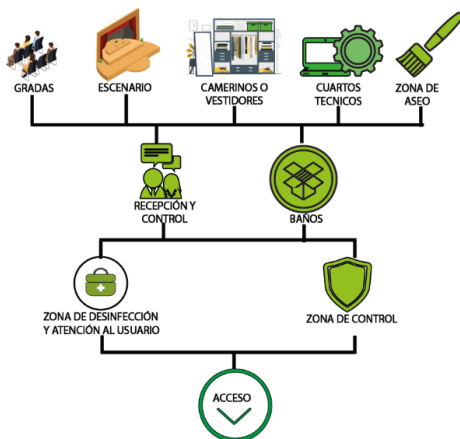 GRADAS
ESCENARIO
CAMERINOS O
VESTIDORES
CUARTOS
TECNICOS
ZONA DE
ASEO
RECEPCIÓN Y
CONTROL
BAÑOS
ZONA DE DESINFECCIÓN
Y ATENCIÓN AL USUARIO
ZONA DE CONTROL
ACCESO